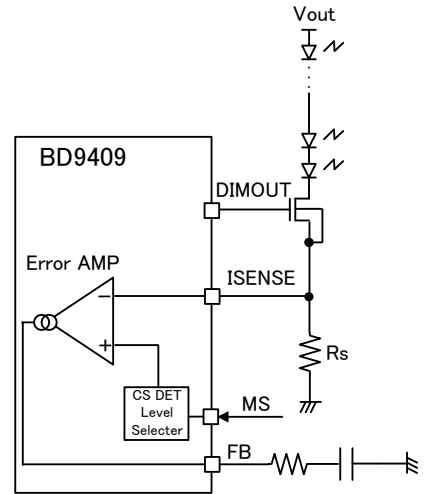 Vout
BD9409
DIMOUT
Error AMP
ISENSE
−
+
Rs
CS DET
Level
Selecter
MS
FB